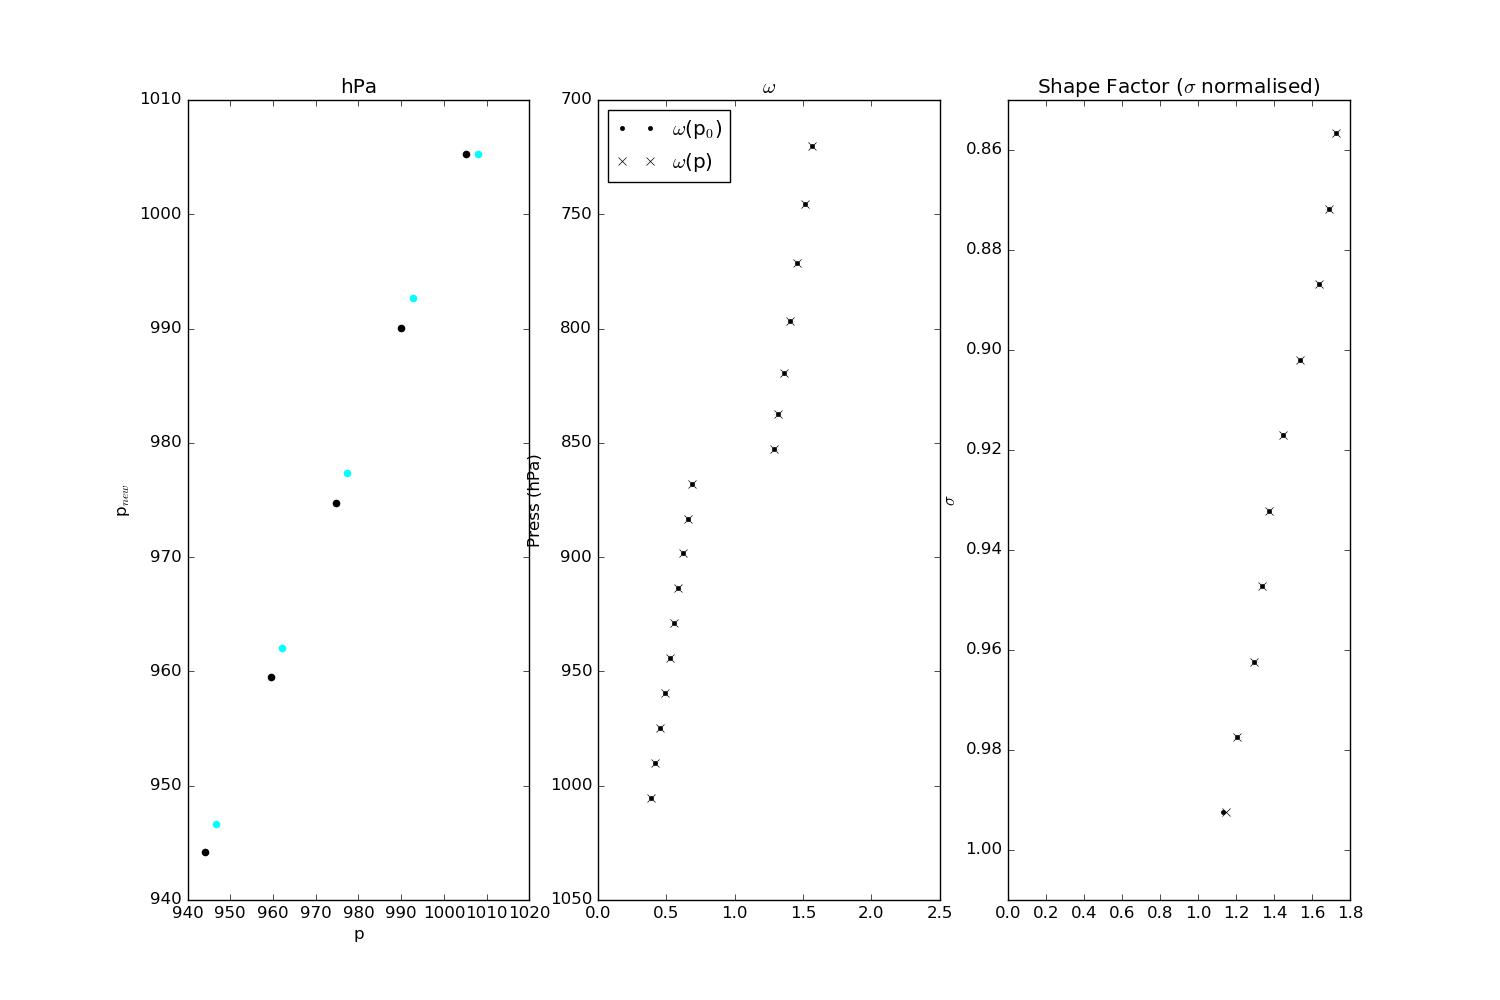 hPa
1010
1000
990
980
970
960
950
940
p_new
940 950 960 970 980 990 1000 1010 1020
p
ω
ω(p₀)
ω(p)
700
750
800
850
900
950
1000
1050
Press (hPa)
0.0 0.5 1.0 1.5 2.0 2.5
Shape Factor (σ normalised)
0.86
0.88
0.90
0.92
0.94
0.96
0.98
1.00
σ
0.0 0.2 0.4 0.6 0.8 1.0 1.2 1.4 1.6 1.8